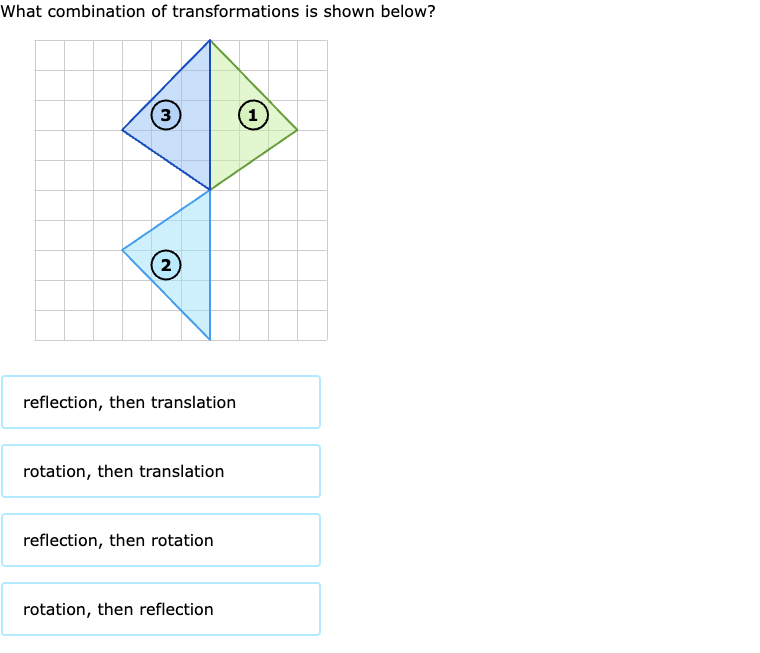 What combination of transformations is shown below?
3
1
2
reflection, then translation
rotation, then translation
reflection, then rotation
rotation, then reflection